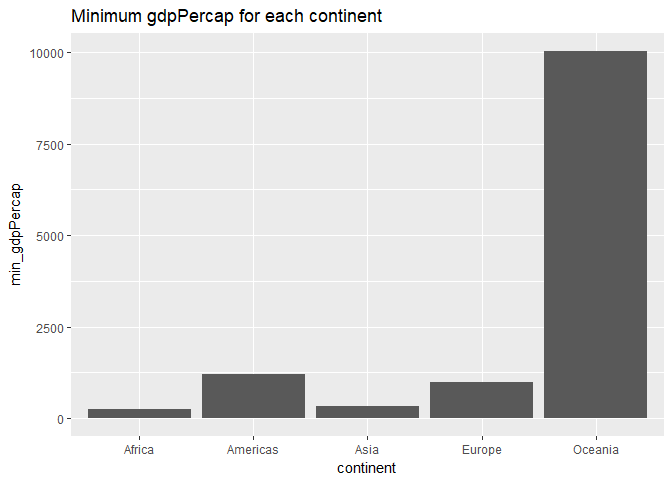 Minimum gdpPercap for each continent
min_gdpPercap
10000
7500
5000
2500
0
Africa Americas Asia Europe Oceania
continent